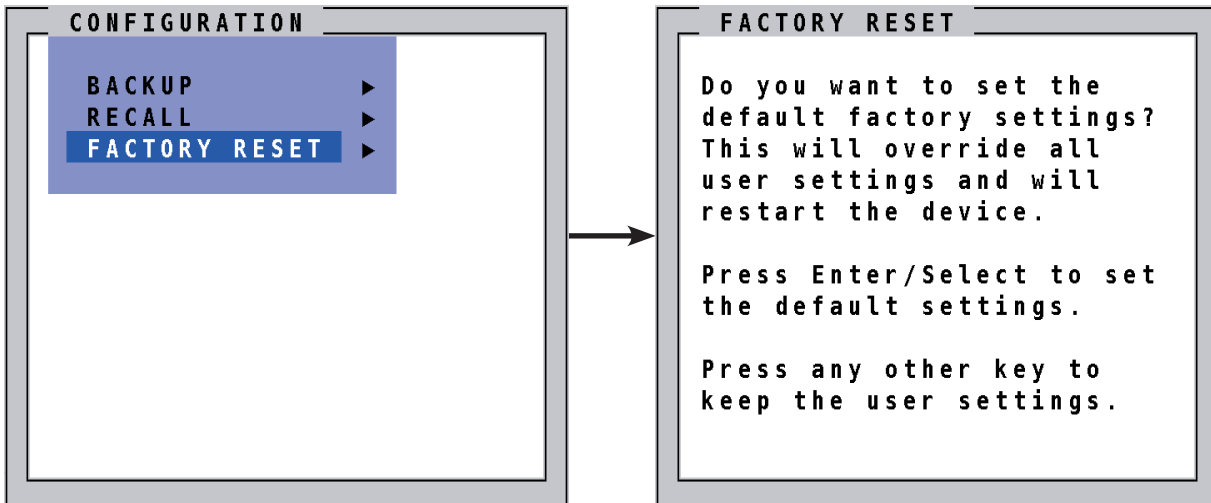 CONFIGURATION
BACKUP
RECALL
FACTORY RESET
FACTORY RESET
Do you want to set the
default factory settings?
This will override all
user settings and will
restart the device.
Press Enter/Select to set
the default settings.
Press any other key to
keep the user settings.